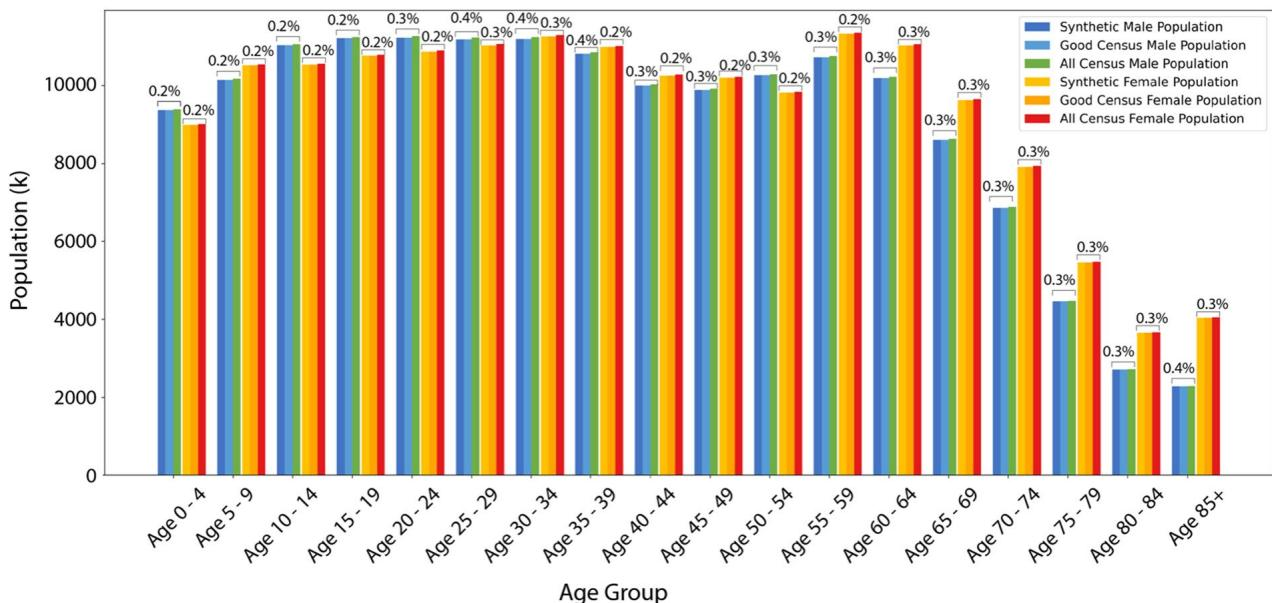 0.2%
0.2%
0.2%
0.2%
0.2%
0.2%
0.2%
0.2%
0.3%
0.2%
0.4%
0.3%
0.4%
0.3%
0.4%
0.2%
0.3%
0.2%
0.3%
0.2%
0.3%
0.2%
0.3%
0.2%
0.3%
0.3%
0.3%
0.3%
0.3%
0.3%
0.3%
0.3%
0.3%
0.3%
0.4%
0.3%
Synthetic Male Population
Good Census Male Population
All Census Male Population
Synthetic Female Population
Good Census Female Population
All Census Female Population
Population (k)
10000
8000
6000
4000
2000
0
Age 0 - 4
Age 5 - 9
Age 10 - 14
Age 15 - 19
Age 20 - 24
Age 25 - 29
Age 30 - 34
Age 35 - 39
Age 40 - 44
Age 45 - 49
Age 50 - 54
Age 55 - 59
Age 60 - 64
Age 65 - 69
Age 70 - 74
Age 75 - 79
Age 80 - 84
Age 85+
Age Group